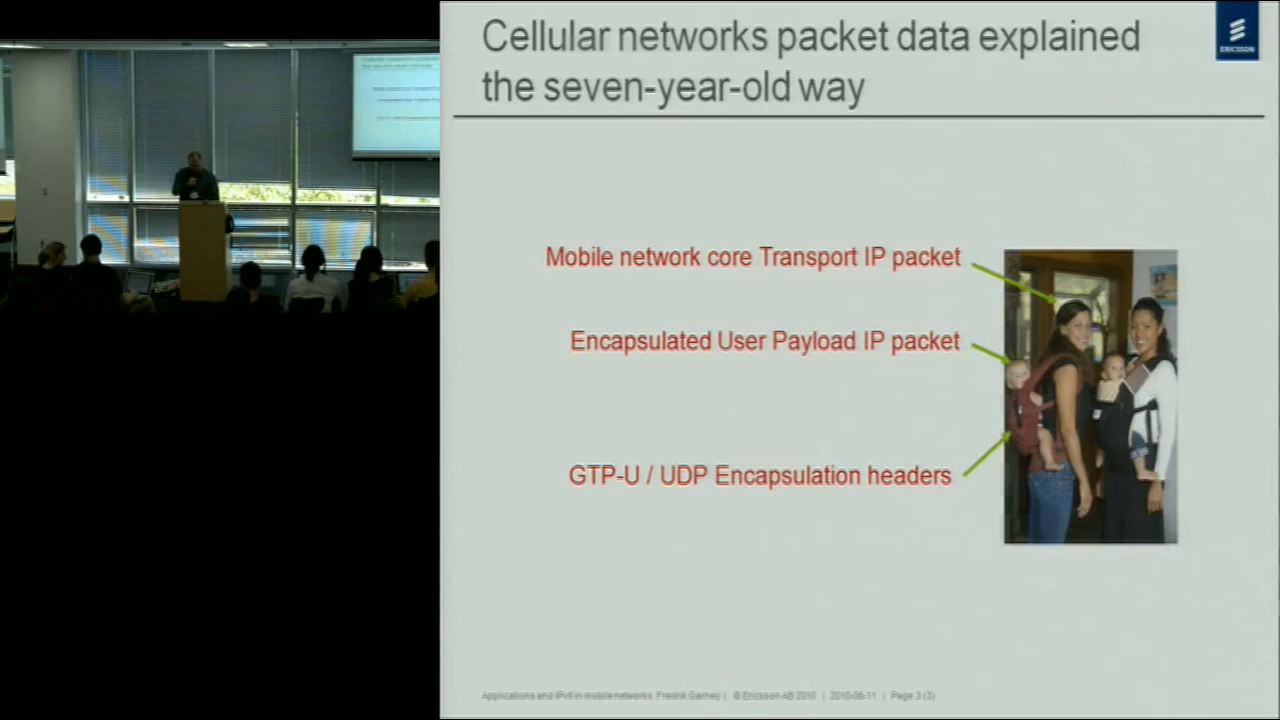 Cellular networks packet data explained
the seven-year-old way
ERICSSON
Mobile network core Transport IP packet
Encapsulated User Payload IP packet
GTP-U / UDP Encapsulation headers
Applications and IPv6 in mobile networks Fredrik Garneij | © Ericsson AB 2010 | 2010-06-11 | Page 3 (3)